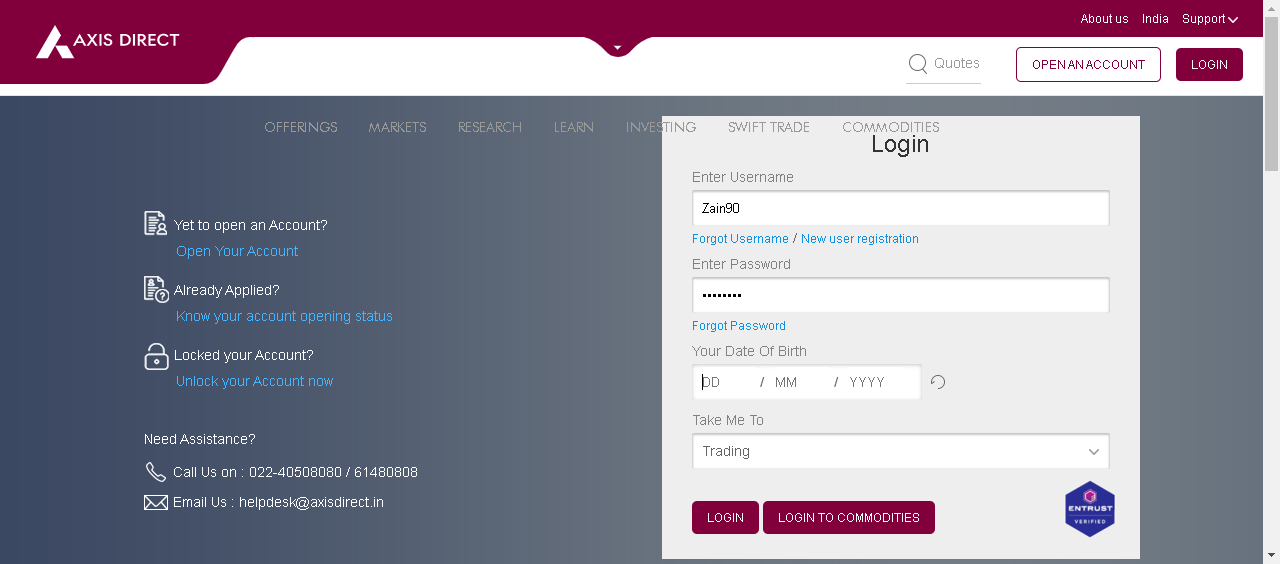 About us India Support
AXIS DIRECT
Quotes
OPEN AN ACCOUNT
LOGIN
OFFERINGS MARKETS RESEARCH LEARN INVESTING SWIFT TRADE COMMODITIES
Yet to open an Account?
Open Your Account
Already Applied?
Know your account opening status
Locked your Account?
Unlock your Account now
Need Assistance?
Call Us on : 022-40508080 / 61480808
Email Us : helpdesk@axisdirect.in
Login
Enter Username
Zain90
Forgot Username / New user registration
Enter Password
••••••••
Forgot Password
Your Date Of Birth
DD / MM / YYYY
Take Me To
Trading
LOGIN
LOGIN TO COMMODITIES
ENTRUST
VERIFIED